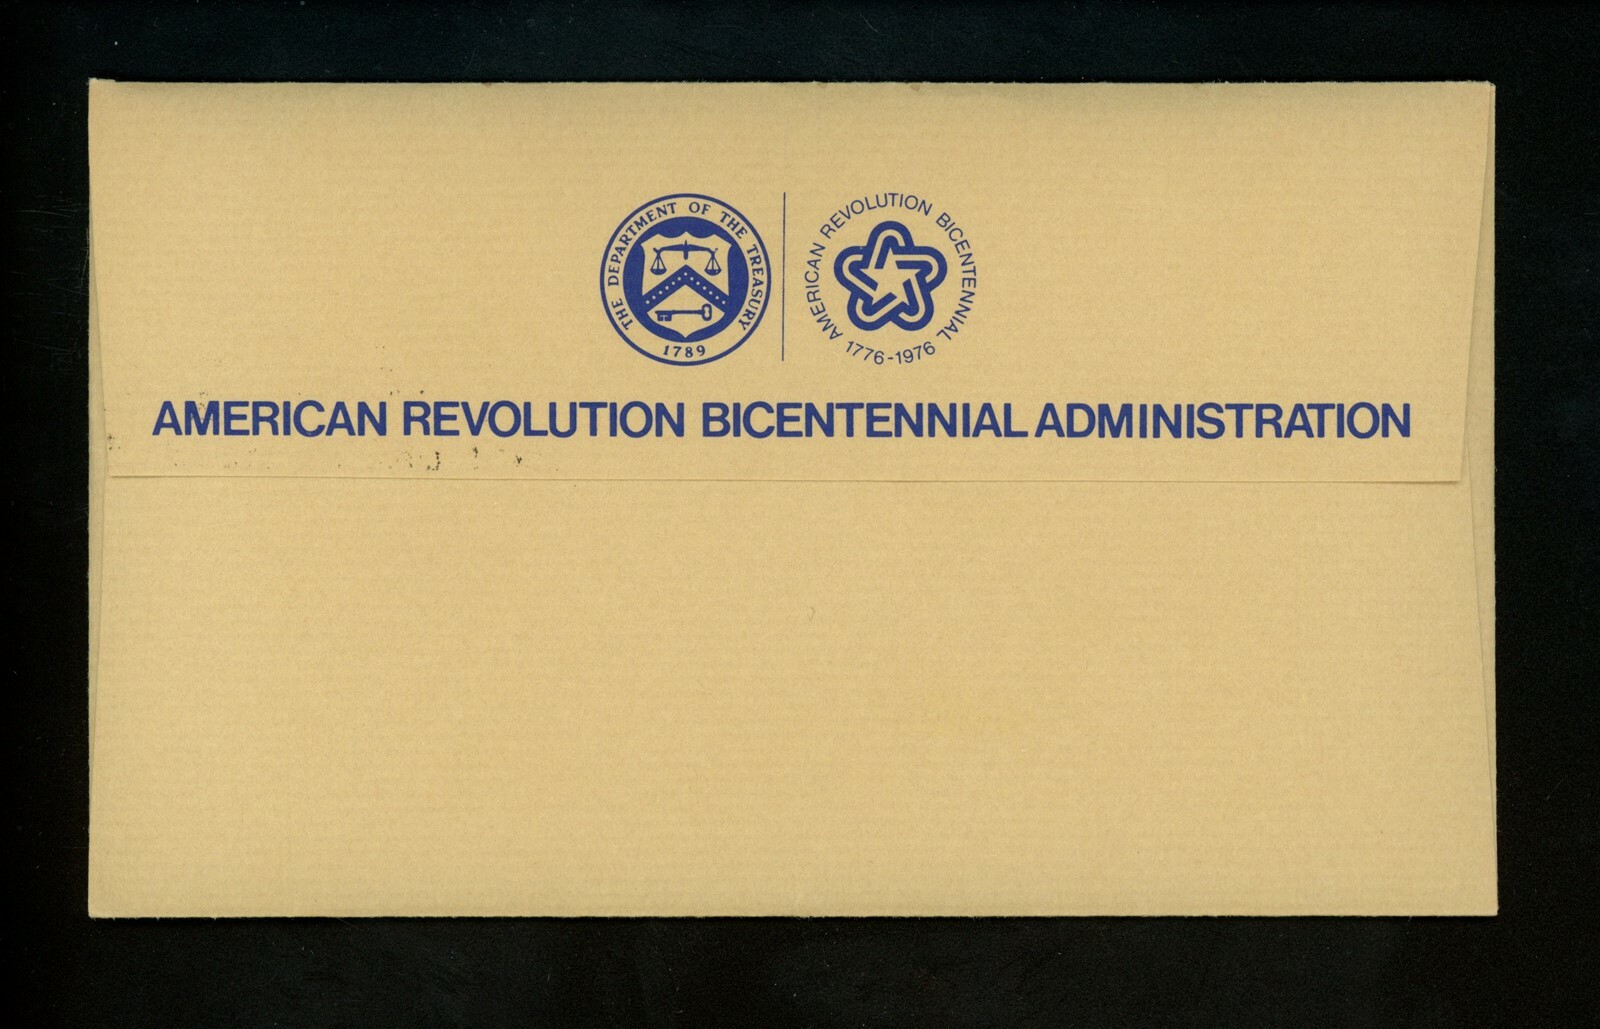 THE DEPARTMENT OF THE TREASURY
1789
AMERICAN REVOLUTION BICENTENNIAL
1776-1976
AMERICAN REVOLUTION BICENTENNIAL ADMINISTRATION